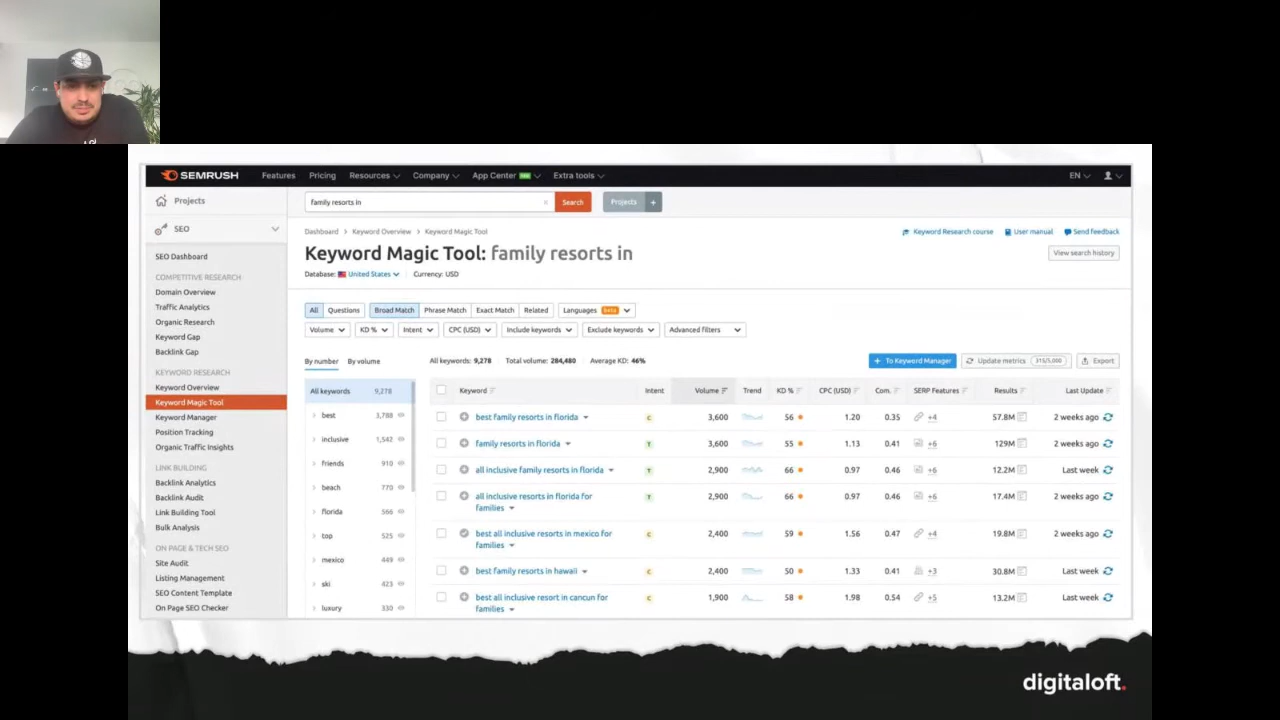 SEMRUSH Features Pricing Resources Company App Center Extra tools EN
Projects
family resorts in Search Projects +
SEO
Dashboard > Keyword Overview > Keyword Magic Tool Keyword Research course User manual Send feedback
Keyword Magic Tool: family resorts in View search history
Database: United States Currency: USD
SEO Dashboard
COMPETITIVE RESEARCH
Domain Overview
Traffic Analytics
Organic Research
Keyword Gap
Backlink Gap
KEYWORD RESEARCH
Keyword Overview
Keyword Magic Tool
Keyword Manager
Position Tracking
Organic Traffic Insights
LINK BUILDING
Backlink Analytics
Backlink Audit
Link Building Tool
Bulk Analysis
ON PAGE & TECH SEO
Site Audit
Listing Management
SEO Content Template
On Page SEO Checker
All Questions Broad Match Phrase Match Exact Match Related Languages beta
Volume KD % Intent CPC (USD) Include keywords Exclude keywords Advanced filters
By number By volume All keywords: 9,278 Total volume: 284,480 Average KD: 46% + To Keyword Manager Update metrics 315/5,000 Export
All keywords 9,278
best 3,788
inclusive 1,542
friends 910
beach 770
florida 566
top 525
mexico 449
ski 423
luxury 330
Keyword Intent Volume Trend KD % CPC (USD) Com. SERP Features Results Last Update
best family resorts in florida C 3,600 56 1.20 0.35 +4 57.8M 2 weeks ago
family resorts in florida T 3,600 55 1.13 0.41 +6 129M 2 weeks ago
all inclusive family resorts in florida T 2,900 66 0.97 0.46 +6 12.2M Last week
all inclusive resorts in florida for T 2,900 66 0.97 0.46 +6 17.4M 2 weeks ago
families
best all inclusive resorts in mexico for C 2,400 59 1.56 0.47 +4 19.8M 2 weeks ago
families
best family resorts in hawaii C 2,400 50 1.33 0.41 +3 30.8M Last week
best all inclusive resort in cancun for C 1,900 58 1.98 0.54 +5 13.2M Last week
families
digitaloft.